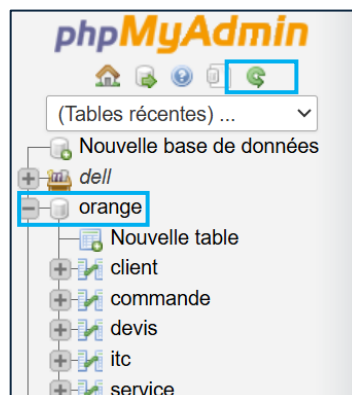 phpMyAdmin
(Tables récentes) ...
Nouvelle base de données
dell
orange
Nouvelle table
client
commande
devis
itc
service